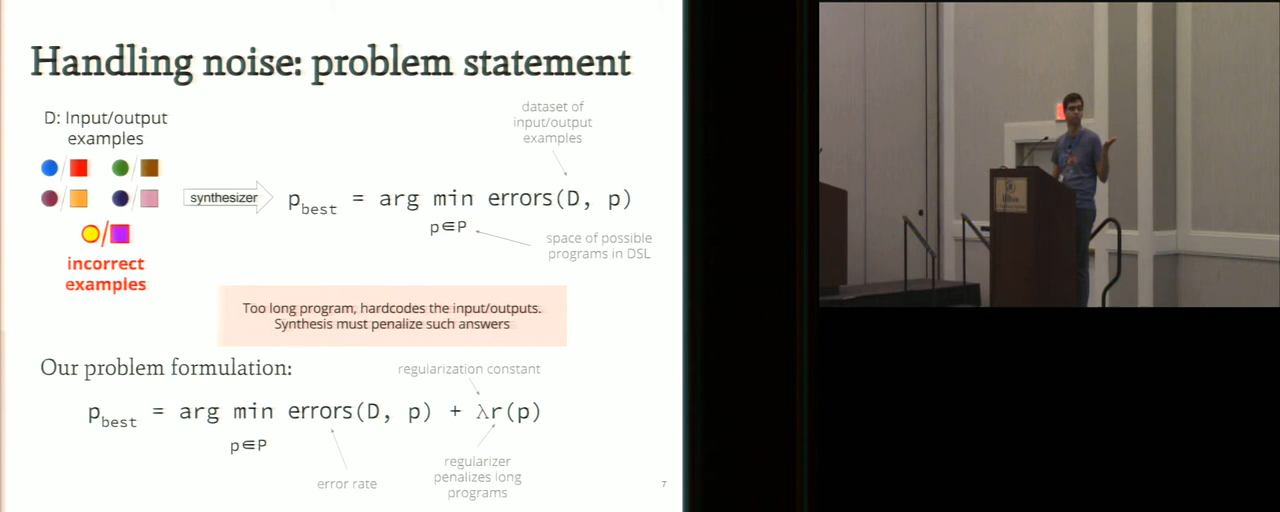 Handling noise: problem statement
D: Input/output
examples
dataset of
input/output
examples
synthesizer
p_best = arg min errors(D, p)
p∈P
space of possible
programs in DSL
incorrect
examples
Too long program, hardcodes the input/outputs.
Synthesis must penalize such answers
Our problem formulation:
regularization constant
p_best = arg min errors(D, p) + λr(p)
p∈P
error rate
regularizer
penalizes long
programs
7
Hilton